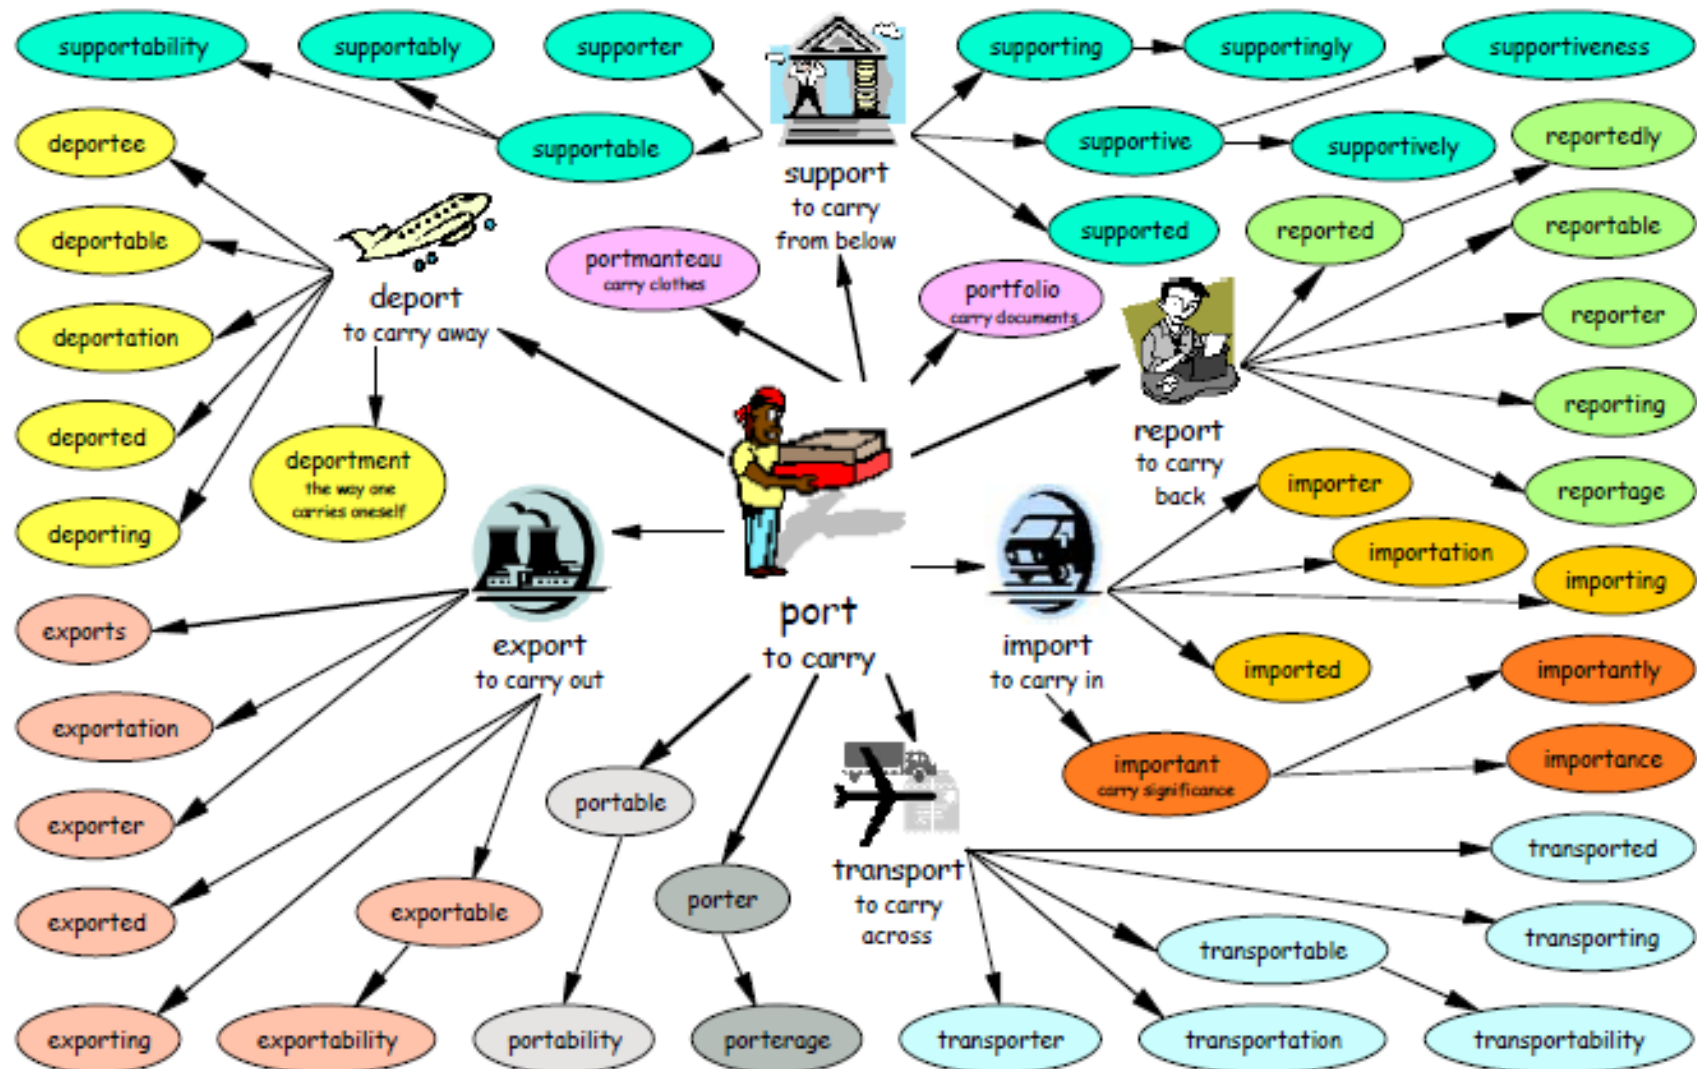 supportability
supportably
supporter
supporting
supportingly
supportiveness
deportee
supportable
supportive
supportively
reportedly
support
to carry
from below
deportable
supported
reported
reportable
portmanteau
carry clothes
portfolio
carry documents
deport
to carry away
deportation
reporter
deported
reporting
deportment
the way one
carries oneself
report
to carry
back
importer
reportage
deporting
importation
importing
exports
export
to carry out
port
to carry
import
to carry in
imported
importantly
exportation
important
carry significance
importance
portable
exporter
transported
transport
to carry
across
porter
exported
exportable
transportable
transporting
exporting
exportability
portability
porterage
transporter
transportation
transportability